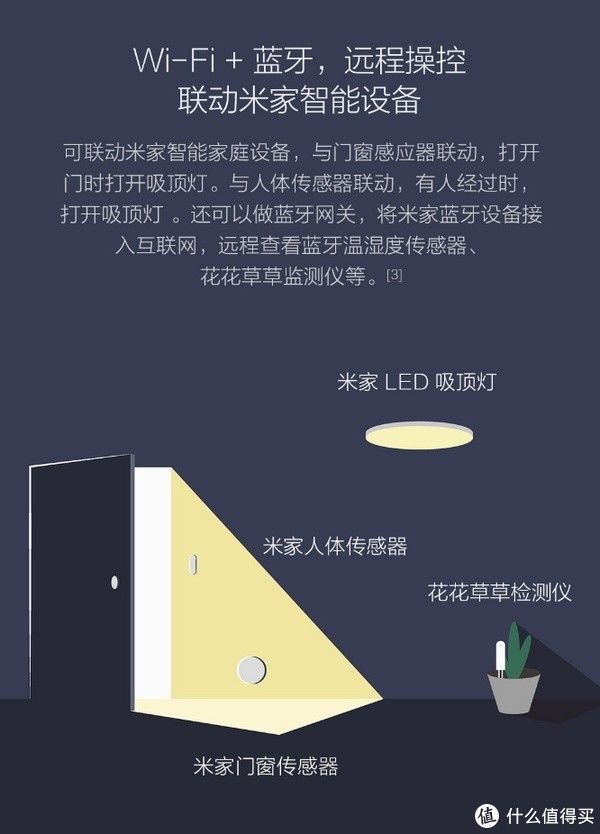 Wi-Fi + 蓝牙，远程操控
联动米家智能设备
可联动米家智能家庭设备，与门窗感应器联动，打开
门时打开吸顶灯。与人体传感器联动，有人经过时，
打开吸顶灯 。还可以做蓝牙网关，将米家蓝牙设备接
入互联网，远程查看蓝牙温湿度传感器、
花花草草监测仪等。[3]
米家 LED 吸顶灯
米家人体传感器
花花草草检测仪
米家门窗传感器
值 什么值得买